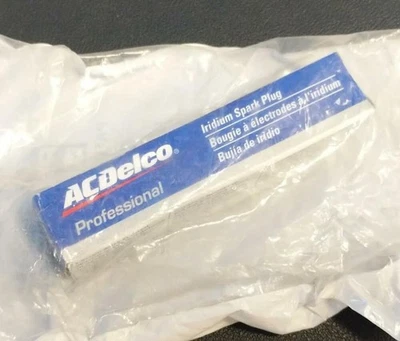 ACDelco®
Professional
Iridium Spark Plug
Bougie à électrodes à l'iridium
Bujía de iridio